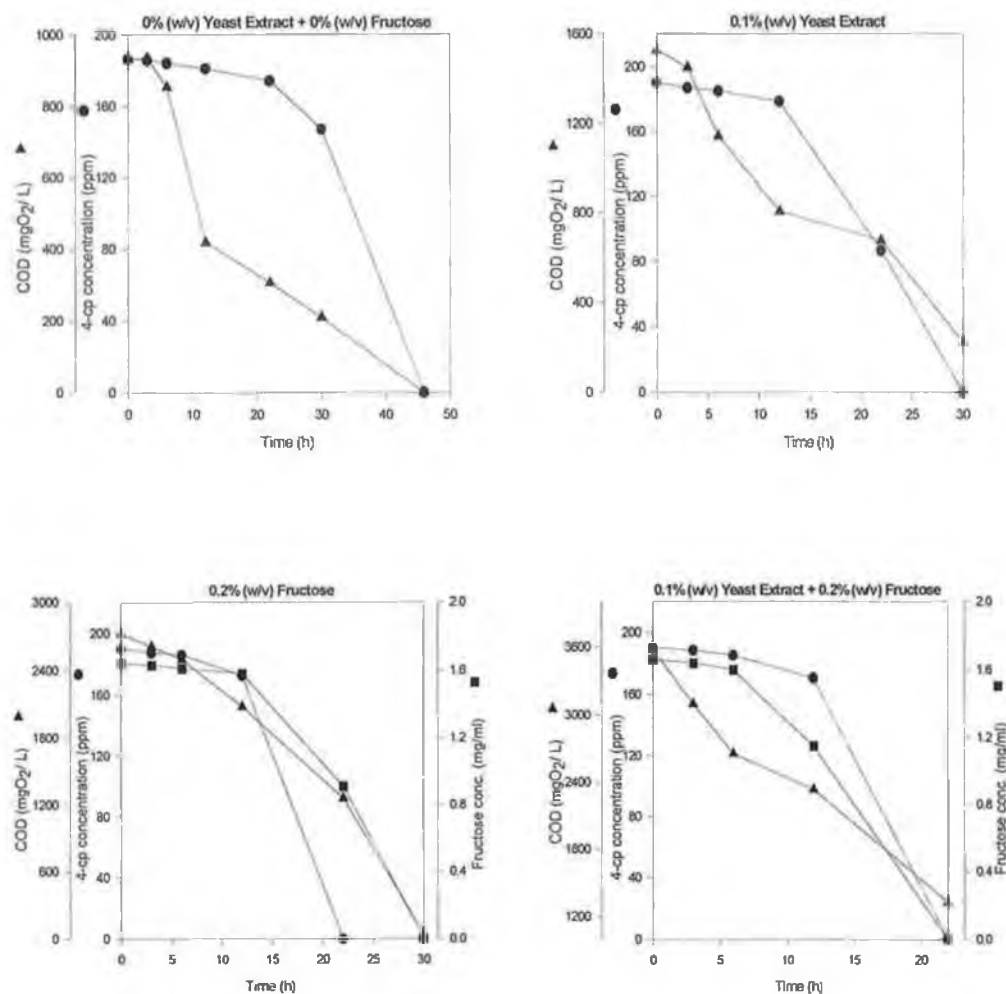 0% (w/v) Yeast Extract + 0% (w/v) Fructose
1000
800
600
400
200
0
COD (mgO2/ L)
200
160
120
80
40
0
4-cp concentration (ppm)
0 10 20 30 40 50
Time (h)
0.1% (w/v) Yeast Extract
1600
1200
800
400
0
COD (mgO2/ L)
200
160
120
80
40
0
4-cp concentration (ppm)
0 5 10 15 20 25 30
Time (h)
0.2% (w/v) Fructose
3000
2400
1800
1200
600
0
COD (mgO2/ L)
200
160
120
80
40
0
4-cp concentration (ppm)
2.0
1.6
1.2
0.8
0.4
0.0
Fructose conc. (mg/ml)
0 5 10 15 20 25 30
Time (h)
0.1% (w/v) Yeast Extract + 0.2% (w/v) Fructose
3600
3000
2400
1800
1200
COD (mgO2/ L)
200
160
120
80
40
0
4-cp concentration (ppm)
2.0
1.6
1.2
0.8
0.4
0.0
Fructose conc. (mg/ml)
0 5 10 15 20
Time (h)